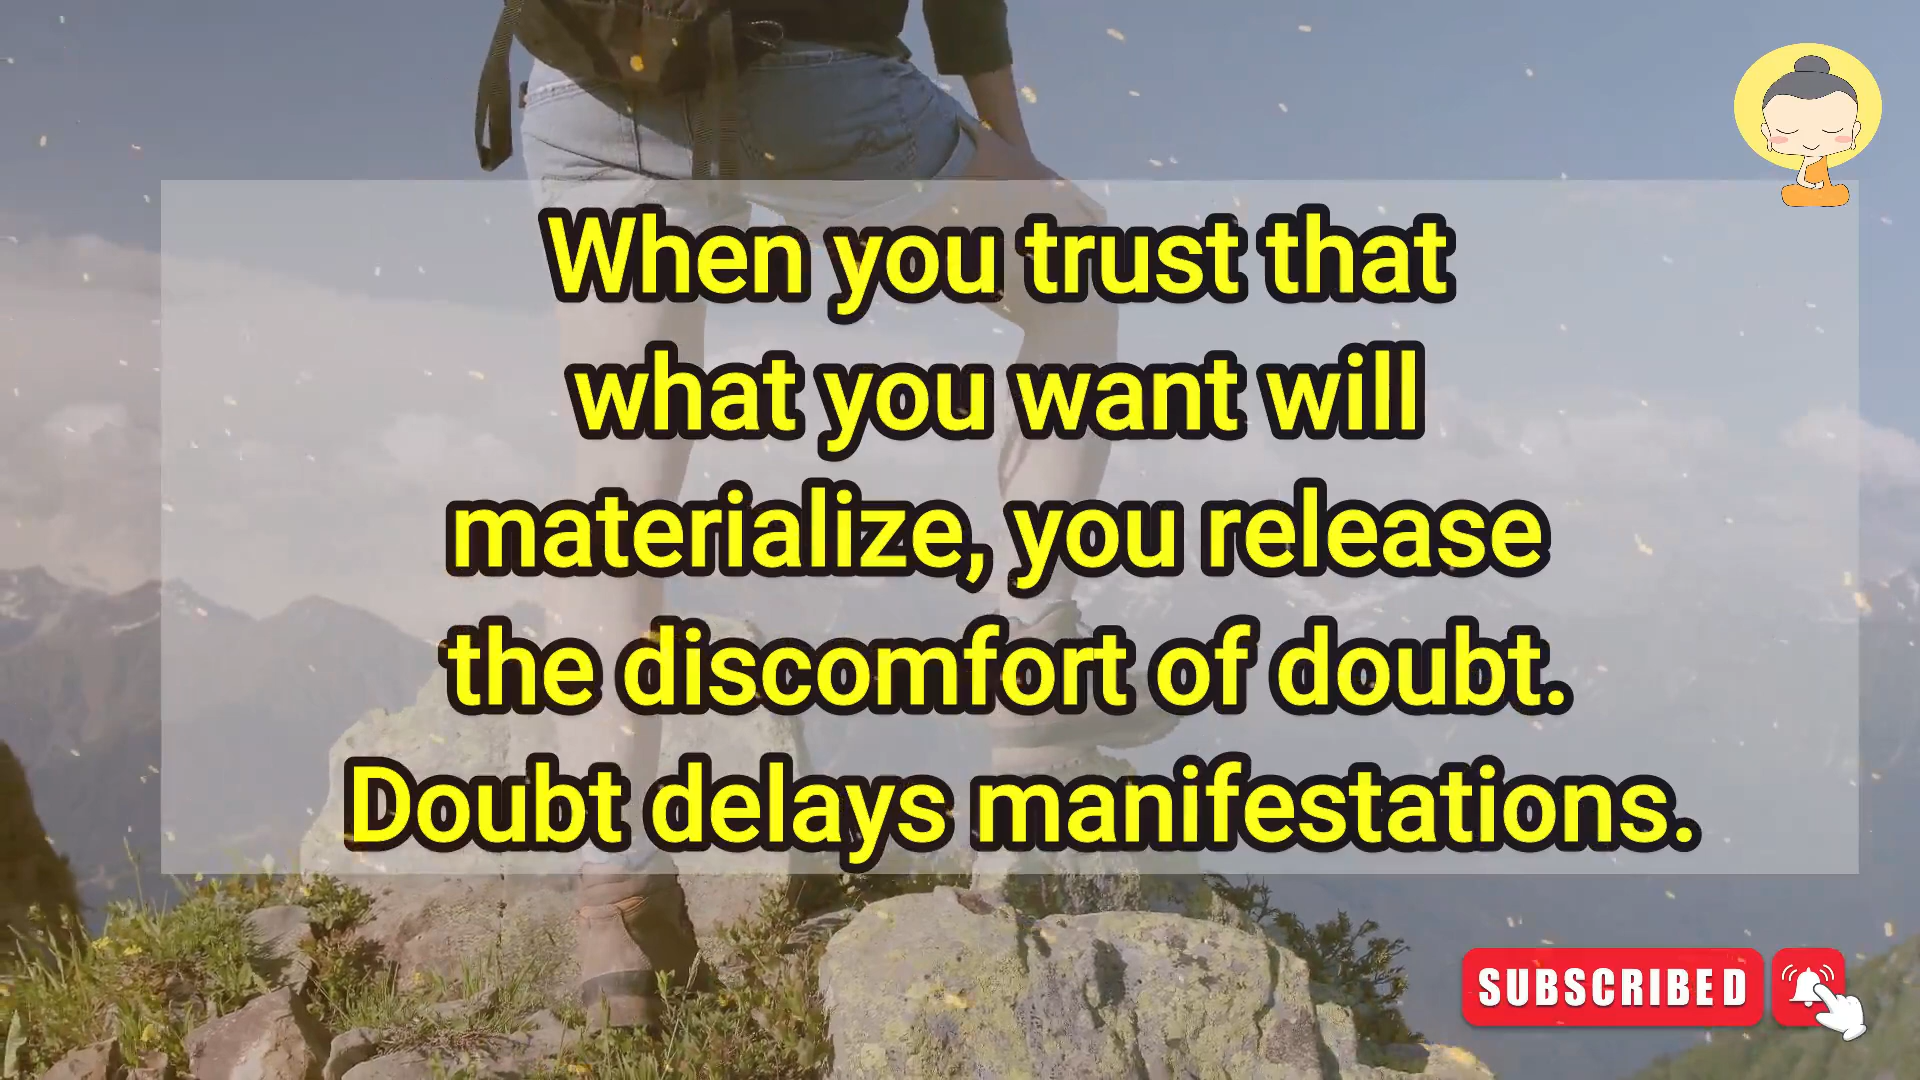 When you trust that
what you want will
materialize, you release
the discomfort of doubt.
Doubt delays manifestations.
SUBSCRIBED